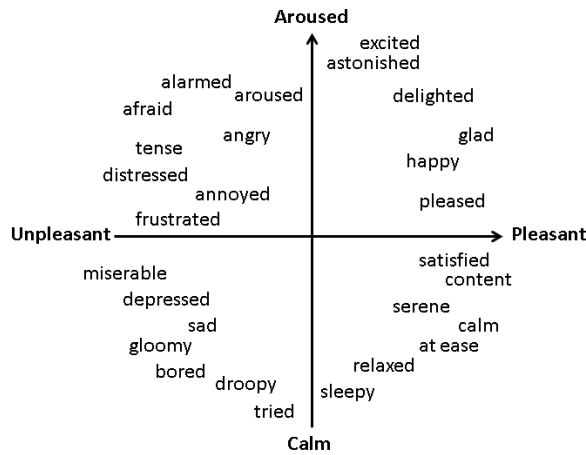 Aroused
excited
astonished
alarmed
aroused
delighted
afraid
angry
glad
tense
happy
distressed
annoyed
pleased
frustrated
Unpleasant
Pleasant
satisfied
miserable
content
depressed
serene
sad
calm
gloomy
at ease
bored
relaxed
droopy
sleepy
tried
Calm